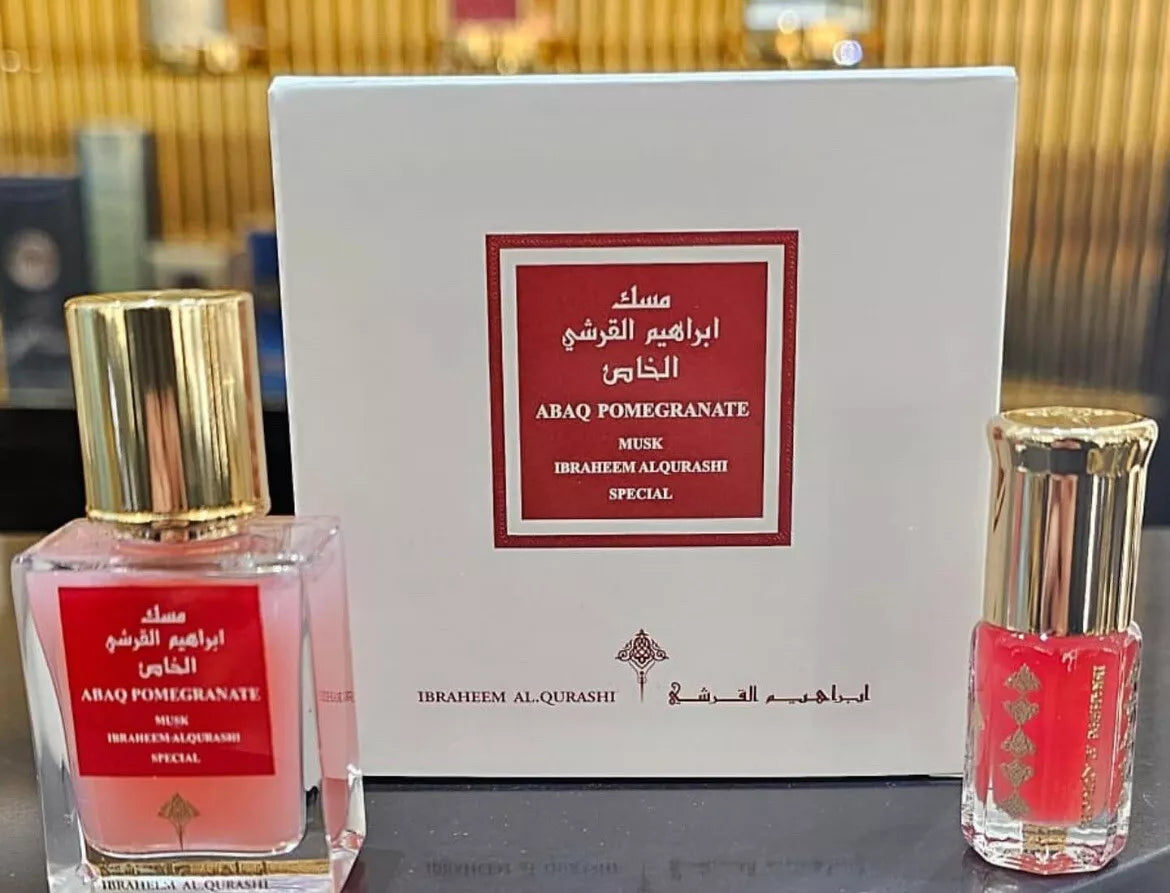 مسك
ابراهيم القرشي
الخاص
ABAQ POMEGRANATE
MUSK
IBRAHEEM ALQURASHI
SPECIAL
IBRAHEEM AL.QURASHI
ابراهيم القرشي
مسك
ابراهيم القرشي
الخاص
ABAQ POMEGRANATE
MUSK
IBRAHEEM ALQURASHI
SPECIAL
IBRAHEEM AL QURASHI